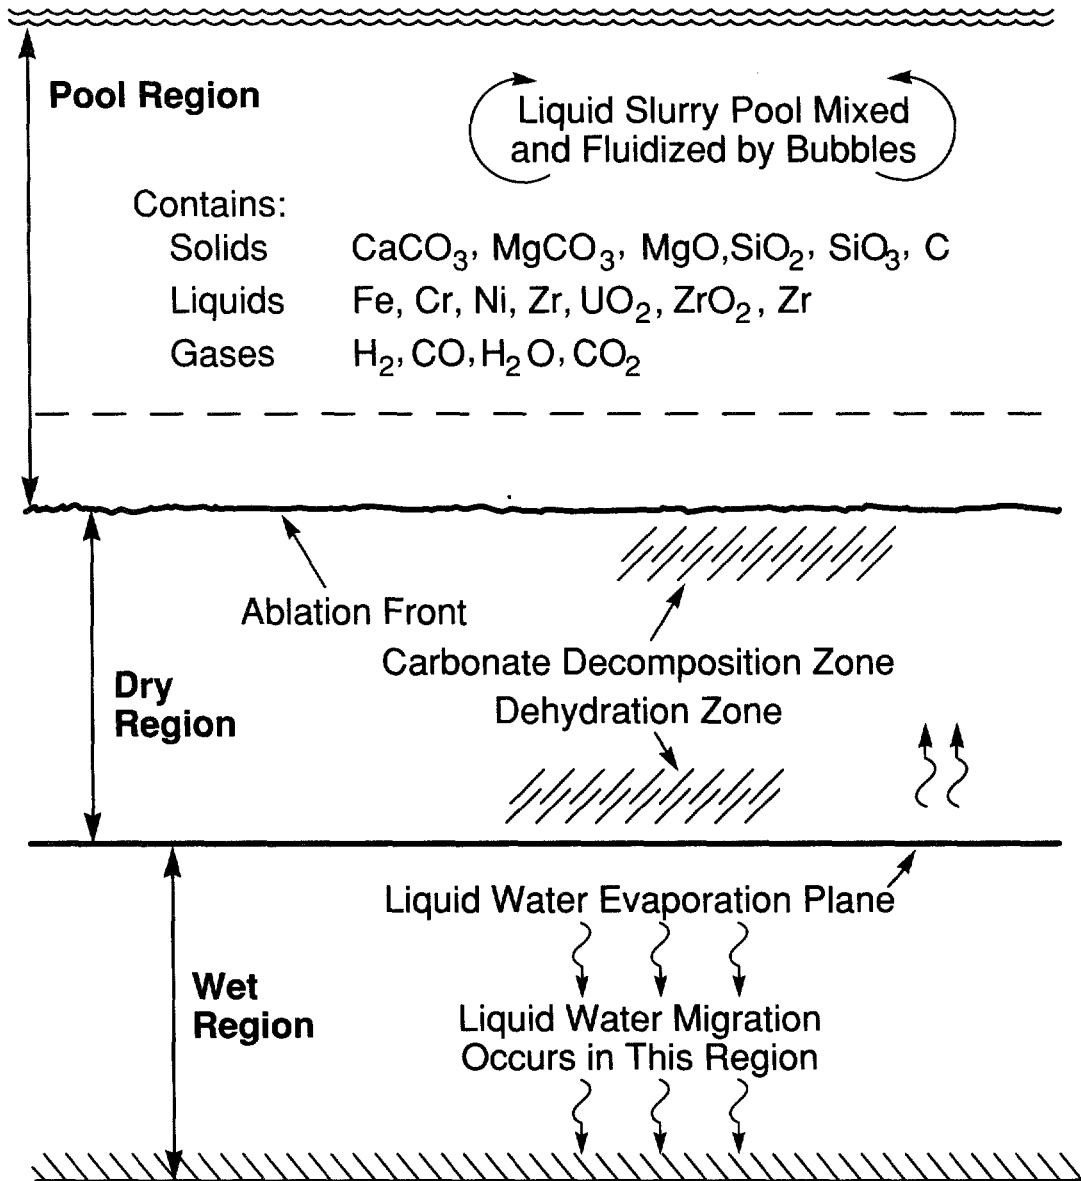 Pool Region
Liquid Slurry Pool Mixed
and Fluidized by Bubbles
Contains:
Solids CaCO₃, MgCO₃, MgO,SiO₂, SiO₃, C
Liquids Fe, Cr, Ni, Zr, UO₂, ZrO₂, Zr
Gases H₂, CO, H₂O, CO₂
Ablation Front
Carbonate Decomposition Zone
Dry
Region
Dehydration Zone
Liquid Water Evaporation Plane
Wet
Region
Liquid Water Migration
Occurs in This Region